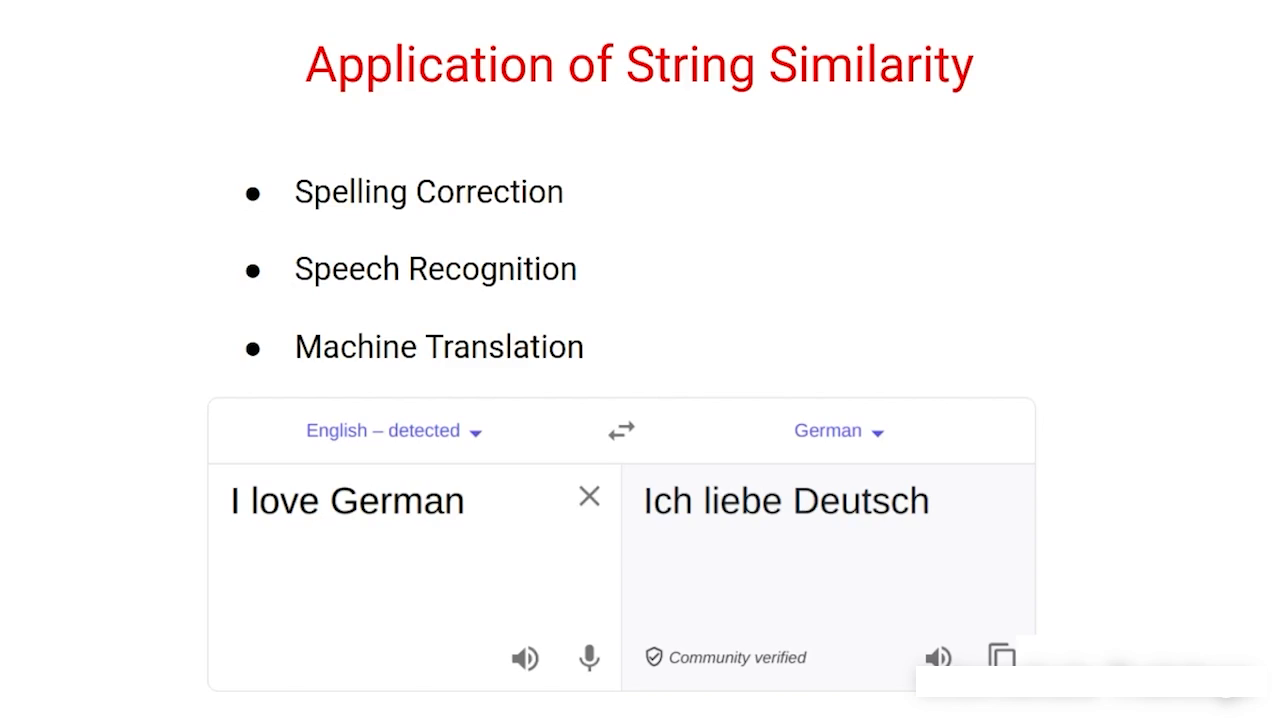 Application of String Similarity
● Spelling Correction
● Speech Recognition
● Machine Translation
English – detected
German
I love German
Ich liebe Deutsch
Community verified